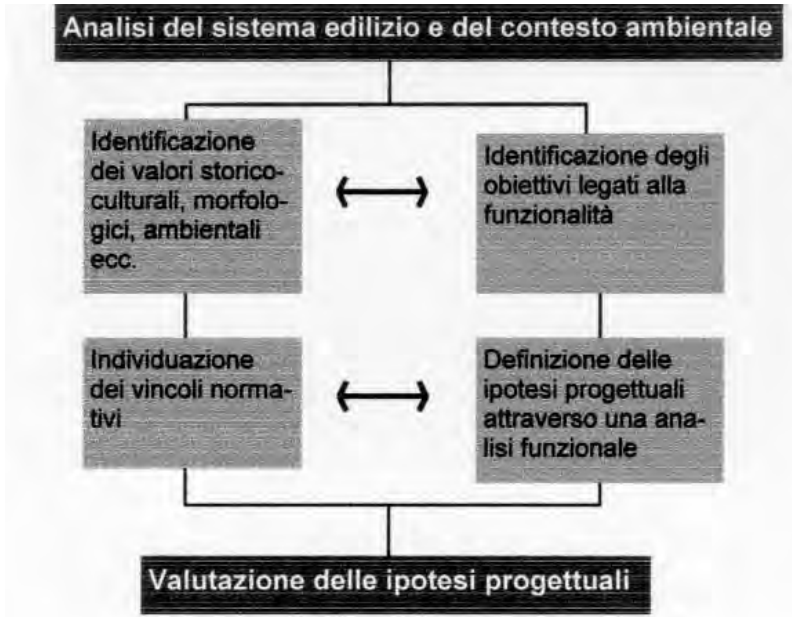 Analisi del sistema edilizio e del contesto ambientale
Identificazione
dei valori storico-
culturali, morfolo-
gici, ambientali
ecc.
Identificazione degli
obiettivi legati alla
funzionalità
Individuazione
dei vincoli norma-
tivi
Definizione delle
ipotesi progettuali
attraverso una ana-
lisi funzionale
Valutazione delle ipotesi progettuali